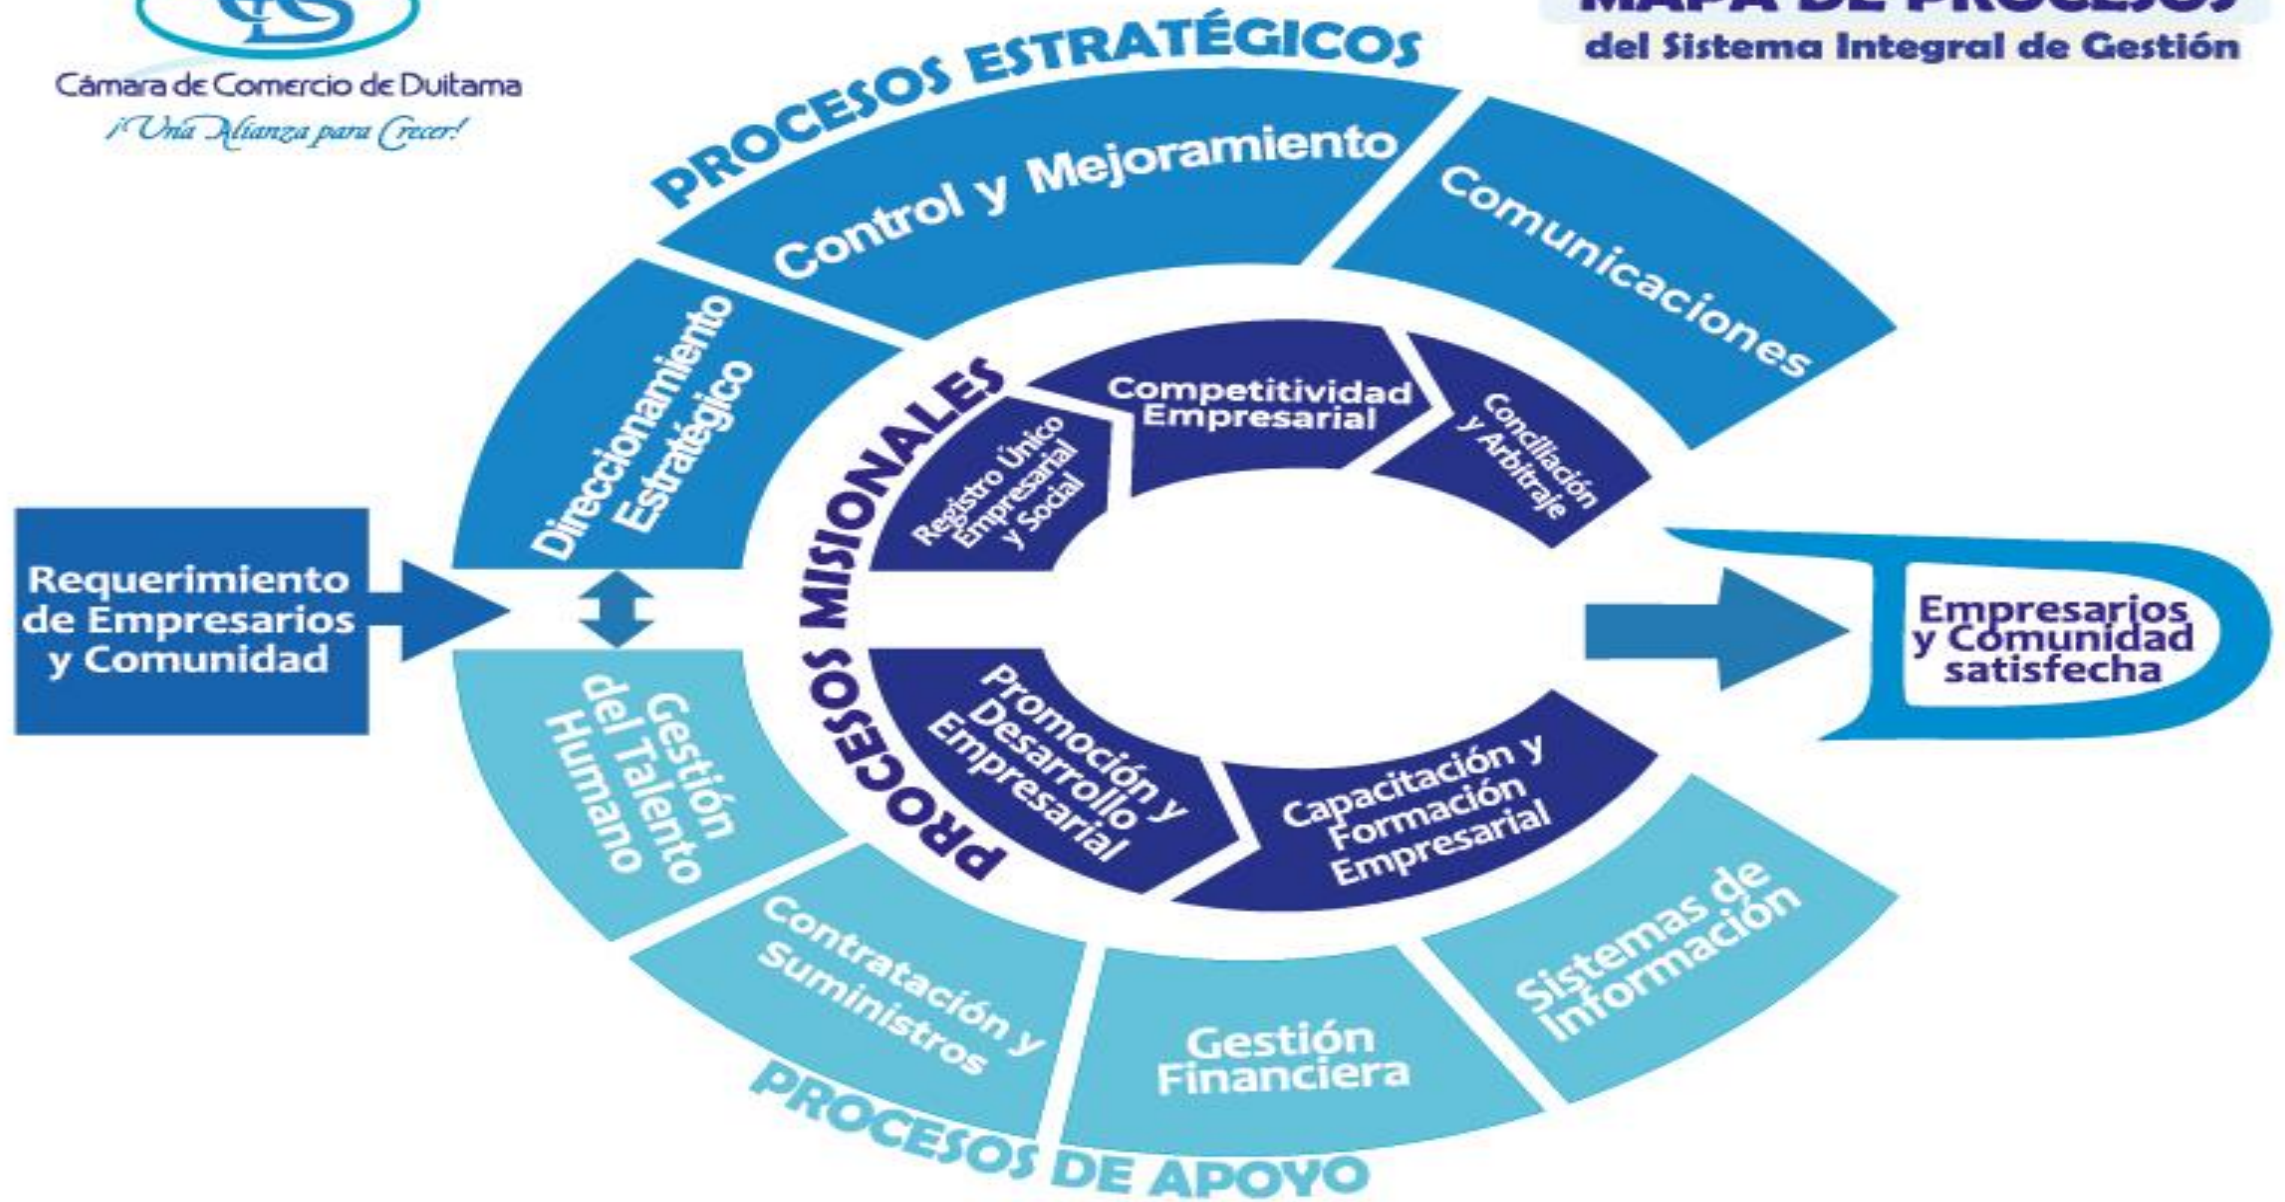 MAPA DE PROCESOS
del Sistema Integral de Gestión
Cámara de Comercio de Duitama
¡Una Alianza para Crecer!
PROCESOS ESTRATÉGICOS
Direccionamiento
Estratégico
Control y Mejoramiento
Comunicaciones
PROCESOS MISIONALES
Registro Único
Empresarial
y Social
Competitividad
Empresarial
Conciliación
y Arbitraje
Requerimiento
de Empresarios
y Comunidad
Empresarios
y Comunidad
satisfecha
Promoción y
Desarrollo
Empresarial
Capacitación y
Formación
Empresarial
Gestión
del Talento
Humano
Contratación y
Suministros
Gestión
Financiera
Sistemas de
Información
PROCESOS DE APOYO